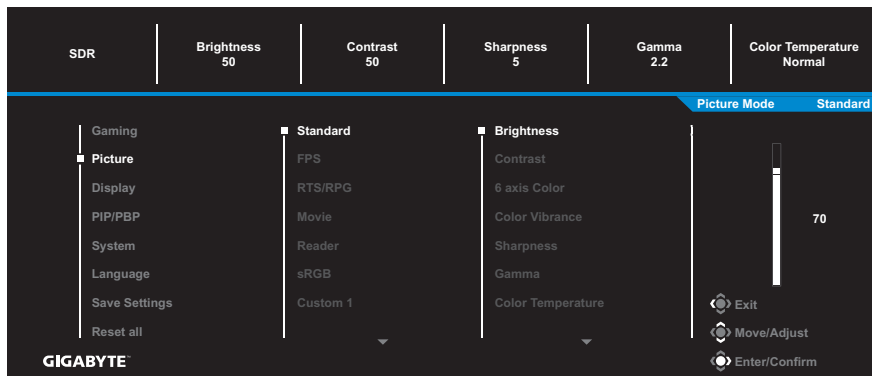 SDR
Brightness
50
Contrast
50
Sharpness
5
Gamma
2.2
Color Temperature
Normal
Picture Mode Standard
Gaming
Picture
Display
PIP/PBP
System
Language
Save Settings
Reset all
Standard
FPS
RTS/RPG
Movie
Reader
sRGB
Custom 1
Brightness
Contrast
6 axis Color
Color Vibrance
Sharpness
Gamma
Color Temperature
70
Exit
Move/Adjust
Enter/Confirm
GIGABYTE™